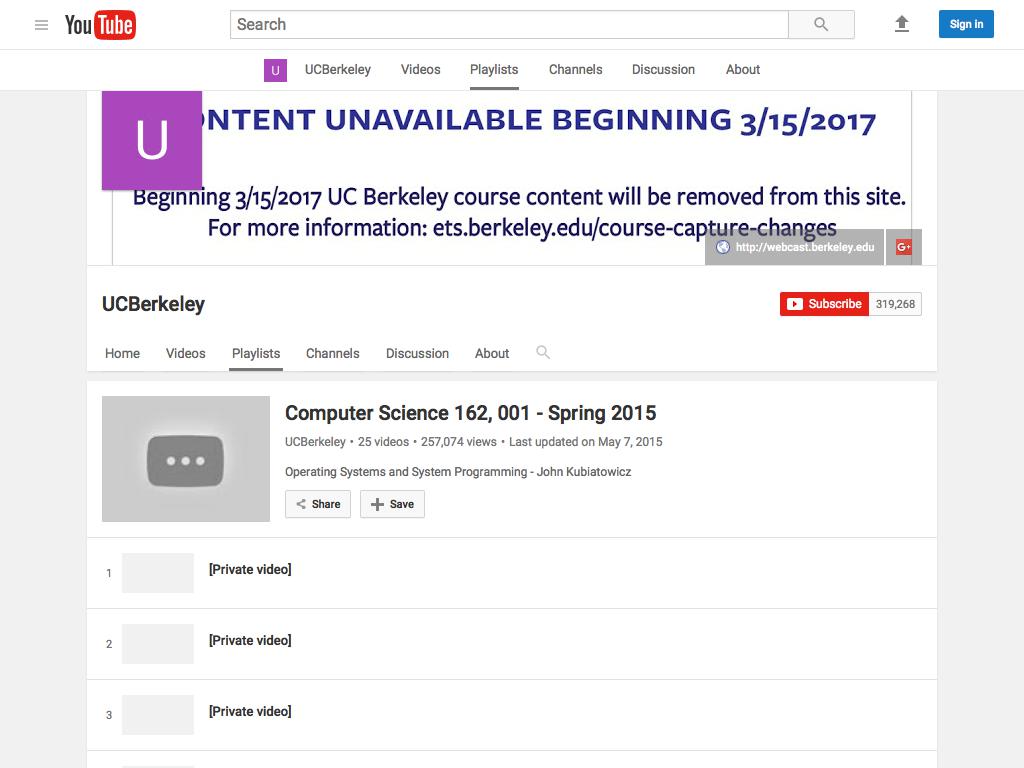 YouTube
Search
Sign in
U
UCBerkeley
Videos
Playlists
Channels
Discussion
About
U
ONTENT UNAVAILABLE BEGINNING 3/15/2017
Beginning 3/15/2017 UC Berkeley course content will be removed from this site.
For more information: ets.berkeley.edu/course-capture-changes
http://webcast.berkeley.edu
G+
UCBerkeley
Subscribe 319,268
Home
Videos
Playlists
Channels
Discussion
About
Computer Science 162, 001 - Spring 2015
UCBerkeley • 25 videos • 257,074 views • Last updated on May 7, 2015
Operating Systems and System Programming - John Kubiatowicz
Share
Save
1 [Private video]
2 [Private video]
3 [Private video]